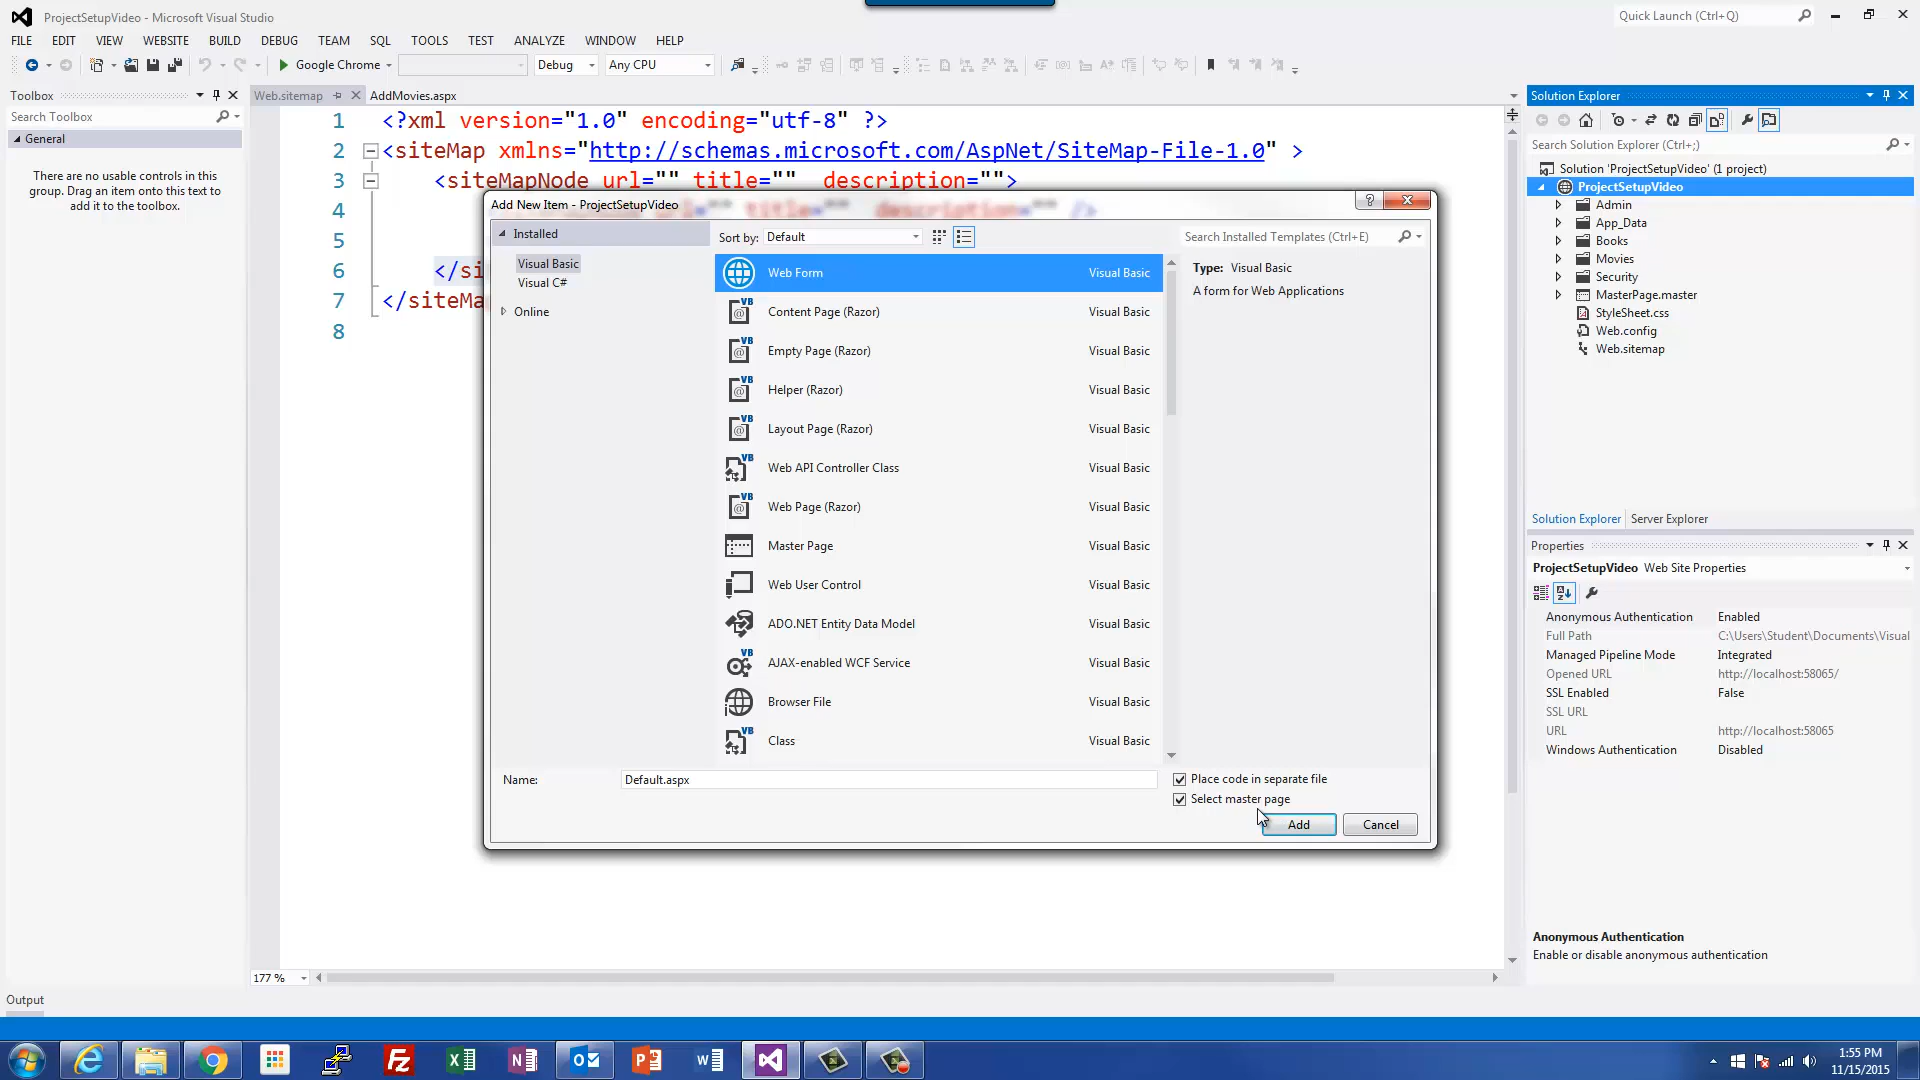 ProjectSetupVideo - Microsoft Visual Studio
Quick Launch (Ctrl+Q)
FILE EDIT VIEW WEBSITE BUILD DEBUG TEAM SQL TOOLS TEST ANALYZE WINDOW HELP
Google Chrome Debug Any CPU
Toolbox
Search Toolbox
General
There are no usable controls in this
group. Drag an item onto this text to
add it to the toolbox.
Web.sitemap AddMovies.aspx
1 <?xml version="1.0" encoding="utf-8" ?>
2 <siteMap xmlns="http://schemas.microsoft.com/AspNet/SiteMap-File-1.0" >
3 <siteMapNode url="" title="" description="">
4 url="" title="" description="" />
5
6 </si
7 </siteMa
8
177 %
Output
Add New Item - ProjectSetupVideo
Installed
Visual Basic
Visual C#
Online
Sort by: Default
Search Installed Templates (Ctrl+E)
Web Form Visual Basic
Content Page (Razor) Visual Basic
Empty Page (Razor) Visual Basic
Helper (Razor) Visual Basic
Layout Page (Razor) Visual Basic
Web API Controller Class Visual Basic
Web Page (Razor) Visual Basic
Master Page Visual Basic
Web User Control Visual Basic
ADO.NET Entity Data Model Visual Basic
AJAX-enabled WCF Service Visual Basic
Browser File Visual Basic
Class Visual Basic
Type: Visual Basic
A form for Web Applications
Name: Default.aspx
Place code in separate file
Select master page
Add Cancel
Solution Explorer
Search Solution Explorer (Ctrl+;)
Solution 'ProjectSetupVideo' (1 project)
ProjectSetupVideo
Admin
App_Data
Books
Movies
Security
MasterPage.master
StyleSheet.css
Web.config
Web.sitemap
Solution Explorer Server Explorer
Properties
ProjectSetupVideo Web Site Properties
Anonymous Authentication Enabled
Full Path C:\Users\Student\Documents\Visual
Managed Pipeline Mode Integrated
Opened URL http://localhost:58065/
SSL Enabled False
SSL URL
URL http://localhost:58065
Windows Authentication Disabled
Anonymous Authentication
Enable or disable anonymous authentication
1:55 PM
11/15/2015